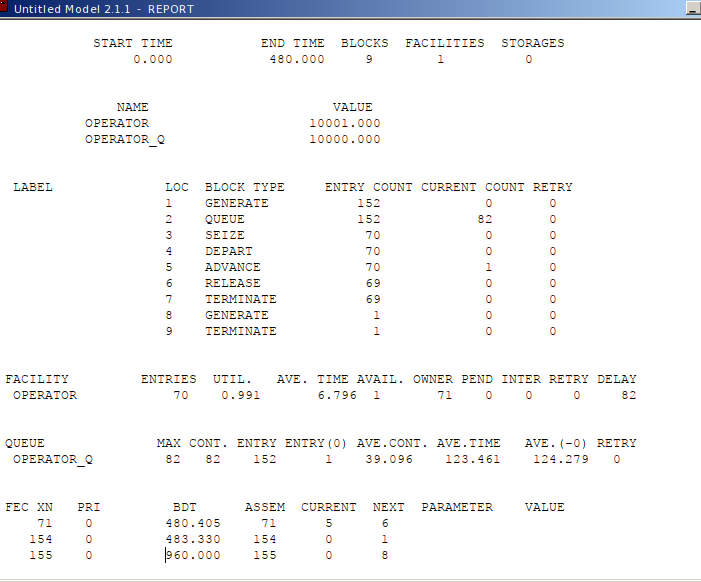 Untitled Model 2.1.1 - REPORT
START TIME END TIME BLOCKS FACILITIES STORAGES
0.000 480.000 9 1 0
NAME VALUE
OPERATOR 10001.000
OPERATOR_Q 10000.000
LABEL LOC BLOCK TYPE ENTRY COUNT CURRENT COUNT RETRY
1 GENERATE 152 0 0
2 QUEUE 152 82 0
3 SEIZE 70 0 0
4 DEPART 70 0 0
5 ADVANCE 70 1 0
6 RELEASE 69 0 0
7 TERMINATE 69 0 0
8 GENERATE 1 0 0
9 TERMINATE 1 0 0
FACILITY ENTRIES UTIL. AVE. TIME AVAIL. OWNER PEND INTER RETRY DELAY
OPERATOR 70 0.991 6.796 1 71 0 0 0 82
QUEUE MAX CONT. ENTRY ENTRY(0) AVE.CONT. AVE.TIME AVE.(-0) RETRY
OPERATOR_Q 82 82 152 1 39.096 123.461 124.279 0
FEC XN PRI BDT ASSEM CURRENT NEXT PARAMETER VALUE
71 0 480.405 71 5 6
154 0 483.330 154 0 1
155 0 960.000 155 0 8